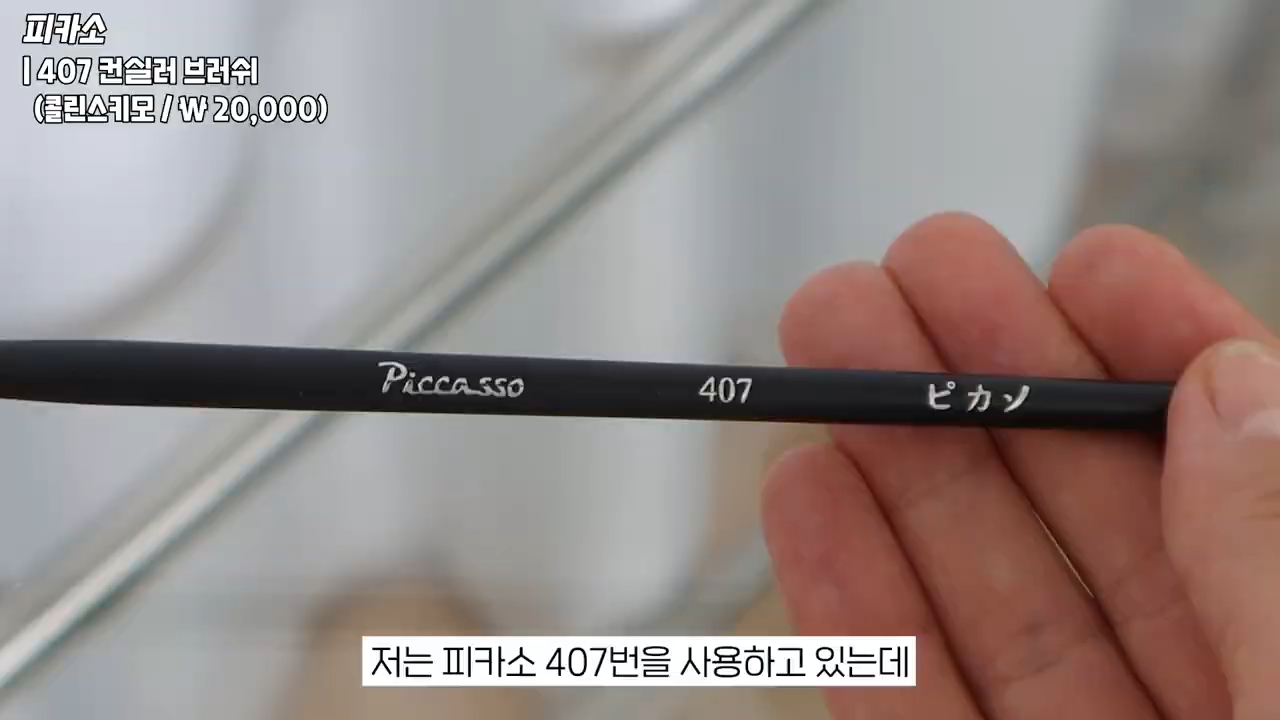 피카소
| 407 컨실러 브러쉬
(콜린스키모 / ₩ 20,000)
Piccasso 407 ピカソ
저는 피카소 407번을 사용하고 있는데